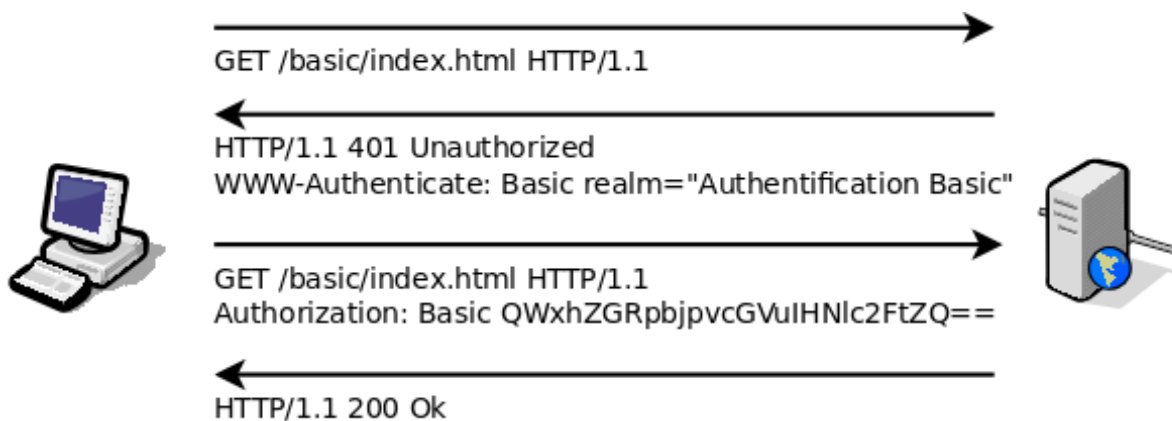 GET /basic/index.html HTTP/1.1
HTTP/1.1 401 Unauthorized
WWW-Authenticate: Basic realm="Authentification Basic"
GET /basic/index.html HTTP/1.1
Authorization: Basic QWxhZGRpbjpvcGVuIHNlc2FtZQ==
HTTP/1.1 200 Ok